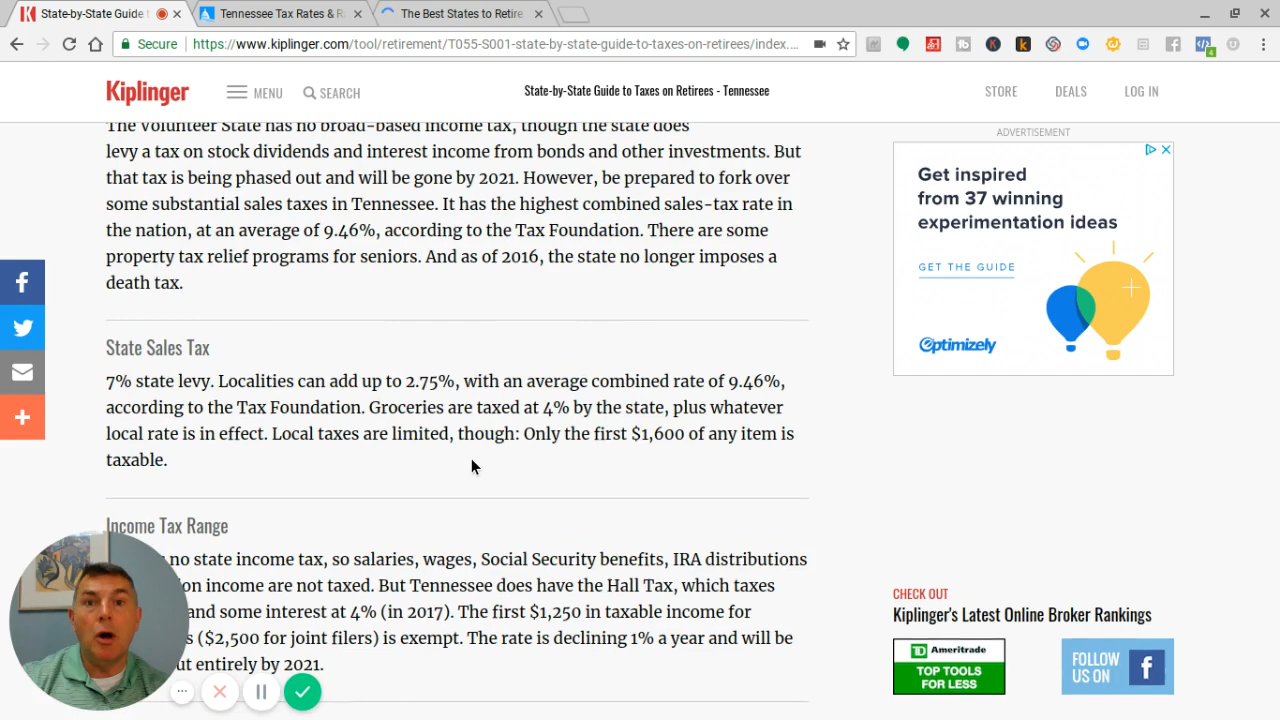 State-by-State Guide t
Tennessee Tax Rates & R
The Best States to Retire
Secure
https://www.kiplinger.com/tool/retirement/T055-S001-state-by-state-guide-to-taxes-on-retirees/index....
Kiplinger
MENU
SEARCH
State-by-State Guide to Taxes on Retirees - Tennessee
STORE
DEALS
LOG IN
The Volunteer State has no broad-based income tax, though the state does
levy a tax on stock dividends and interest income from bonds and other investments. But
that tax is being phased out and will be gone by 2021. However, be prepared to fork over
some substantial sales taxes in Tennessee. It has the highest combined sales-tax rate in
the nation, at an average of 9.46%, according to the Tax Foundation. There are some
property tax relief programs for seniors. And as of 2016, the state no longer imposes a
death tax.
State Sales Tax
7% state levy. Localities can add up to 2.75%, with an average combined rate of 9.46%,
according to the Tax Foundation. Groceries are taxed at 4% by the state, plus whatever
local rate is in effect. Local taxes are limited, though: Only the first $1,600 of any item is
taxable.
Income Tax Range
no state income tax, so salaries, wages, Social Security benefits, IRA distributions
on income are not taxed. But Tennessee does have the Hall Tax, which taxes
and some interest at 4% (in 2017). The first $1,250 in taxable income for
s ($2,500 for joint filers) is exempt. The rate is declining 1% a year and will be
ut entirely by 2021.
ADVERTISEMENT
Get inspired
from 37 winning
experimentation ideas
GET THE GUIDE
Optimizely
CHECK OUT
Kiplinger's Latest Online Broker Rankings
TD Ameritrade
TOP TOOLS
FOR LESS
FOLLOW
US ON